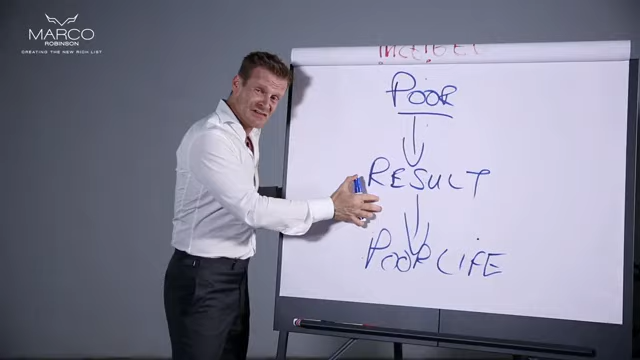 MARCO
ROBINSON
CREATING THE NEW RICH LIST
POOR
RESULT
POOR LIFE